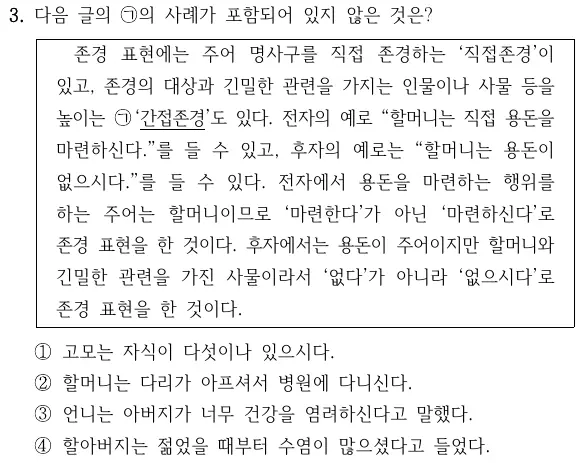 3. 다음 글의 ㉠의 사례가 포함되어 있지 않은 것은?
존경 표현에는 주어 명사구를 직접 존경하는 ‘직접존경’이
있고, 존경의 대상과 긴밀한 관련을 가지는 인물이나 사물 등을
높이는 ㉠‘간접존경’도 있다. 전자의 예로 “할머니는 직접 용돈을
마련하신다.”를 들 수 있고, 후자의 예로는 “할머니는 용돈이
없으시다.”를 들 수 있다. 전자에서 용돈을 마련하는 행위를
하는 주어는 할머니이므로 ‘마련한다’가 아닌 ‘마련하신다’로
존경 표현을 한 것이다. 후자에서는 용돈이 주어이지만 할머니와
긴밀한 관련을 가진 사물이라서 ‘없다’가 아니라 ‘없으시다’로
존경 표현을 한 것이다.
① 고모는 자식이 다섯이나 있으시다.
② 할머니는 다리가 아프셔서 병원에 다니신다.
③ 언니는 아버지가 너무 건강을 염려하신다고 말했다.
④ 할아버지는 젊었을 때부터 수염이 많으셨다고 들었다.